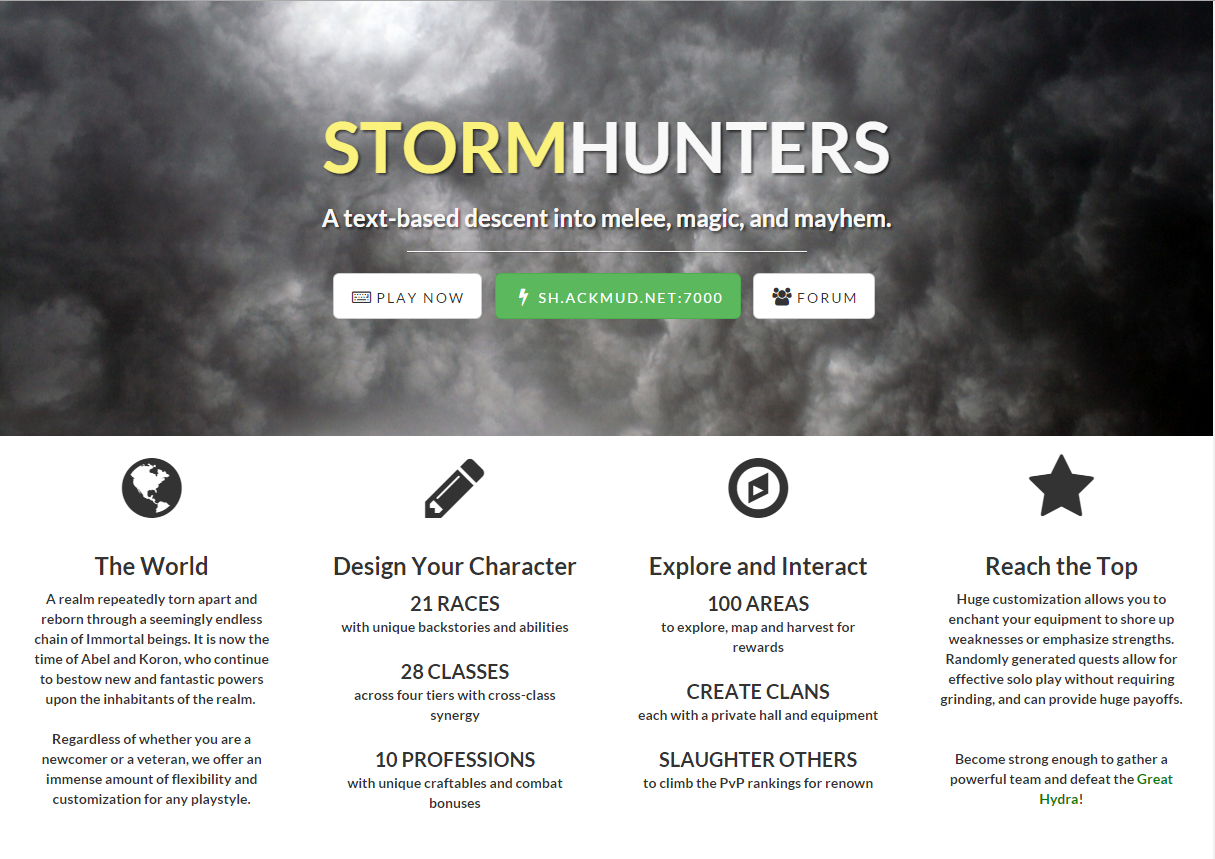 STORMHUNTERS
A text-based descent into melee, magic, and mayhem.
PLAY NOW
SH.ACKMUD.NET:7000
FORUM
The World
A realm repeatedly torn apart and
reborn through a seemingly endless
chain of Immortal beings. It is now the
time of Abel and Koron, who continue
to bestow new and fantastic powers
upon the inhabitants of the realm.
Regardless of whether you are a
newcomer or a veteran, we offer an
immense amount of flexibility and
customization for any playstyle.
Design Your Character
21 RACES
with unique backstories and abilities
28 CLASSES
across four tiers with cross-class
synergy
10 PROFESSIONS
with unique craftables and combat
bonuses
Explore and Interact
100 AREAS
to explore, map and harvest for
rewards
CREATE CLANS
each with a private hall and equipment
SLAUGHTER OTHERS
to climb the PvP rankings for renown
Reach the Top
Huge customization allows you to
enchant your equipment to shore up
weaknesses or emphasize strengths.
Randomly generated quests allow for
effective solo play without requiring
grinding, and can provide huge payoffs.
Become strong enough to gather a
powerful team and defeat the Great
Hydra!